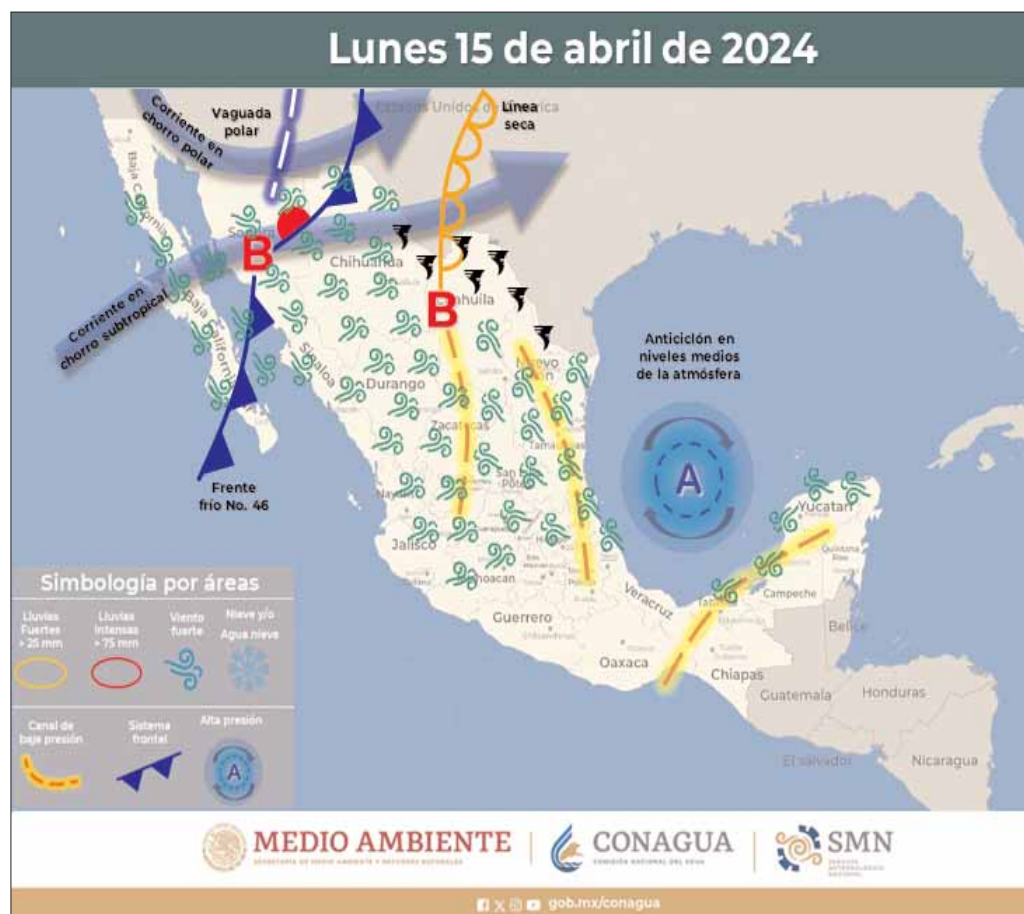 Lunes 15 de abril de 2024
Estados Unidos de América
Corriente en
chorro polar
Vaguada
polar
Línea
seca
Baja California
Sonora
B
Chihuahua
Coahuila
B
Corriente en
chorro subtropical
Baja California
Sinaloa
Durango
Nuevo
León
Anticiclón en
niveles medios
de la atmósfera
A
Zacatecas
Tamaulipas
San Luis
Potosí
Nayarit
Frente
frío No. 46
Jalisco
Michoacán
Guerrero
Oaxaca
Veracruz
Tabasco
Chiapas
Campeche
Yucatán
Quintana
Roo
Belice
Guatemala
Honduras
El salvador
Nicaragua
Simbología por áreas
Lluvias
Fuertes
> 25 mm
Lluvias
Intensas
> 75 mm
Viento
fuerte
Nieve y/o
Agua nieve
Canal de
baja presión
Sistema
frontal
Alta presión
A
MEDIO AMBIENTE
SECRETARÍA DE MEDIO AMBIENTE Y RECURSOS NATURALES
CONAGUA
COMISIÓN NACIONAL DEL AGUA
SMN
SERVICIO
METEOROLÓGICO
NACIONAL
gob.mx/conagua